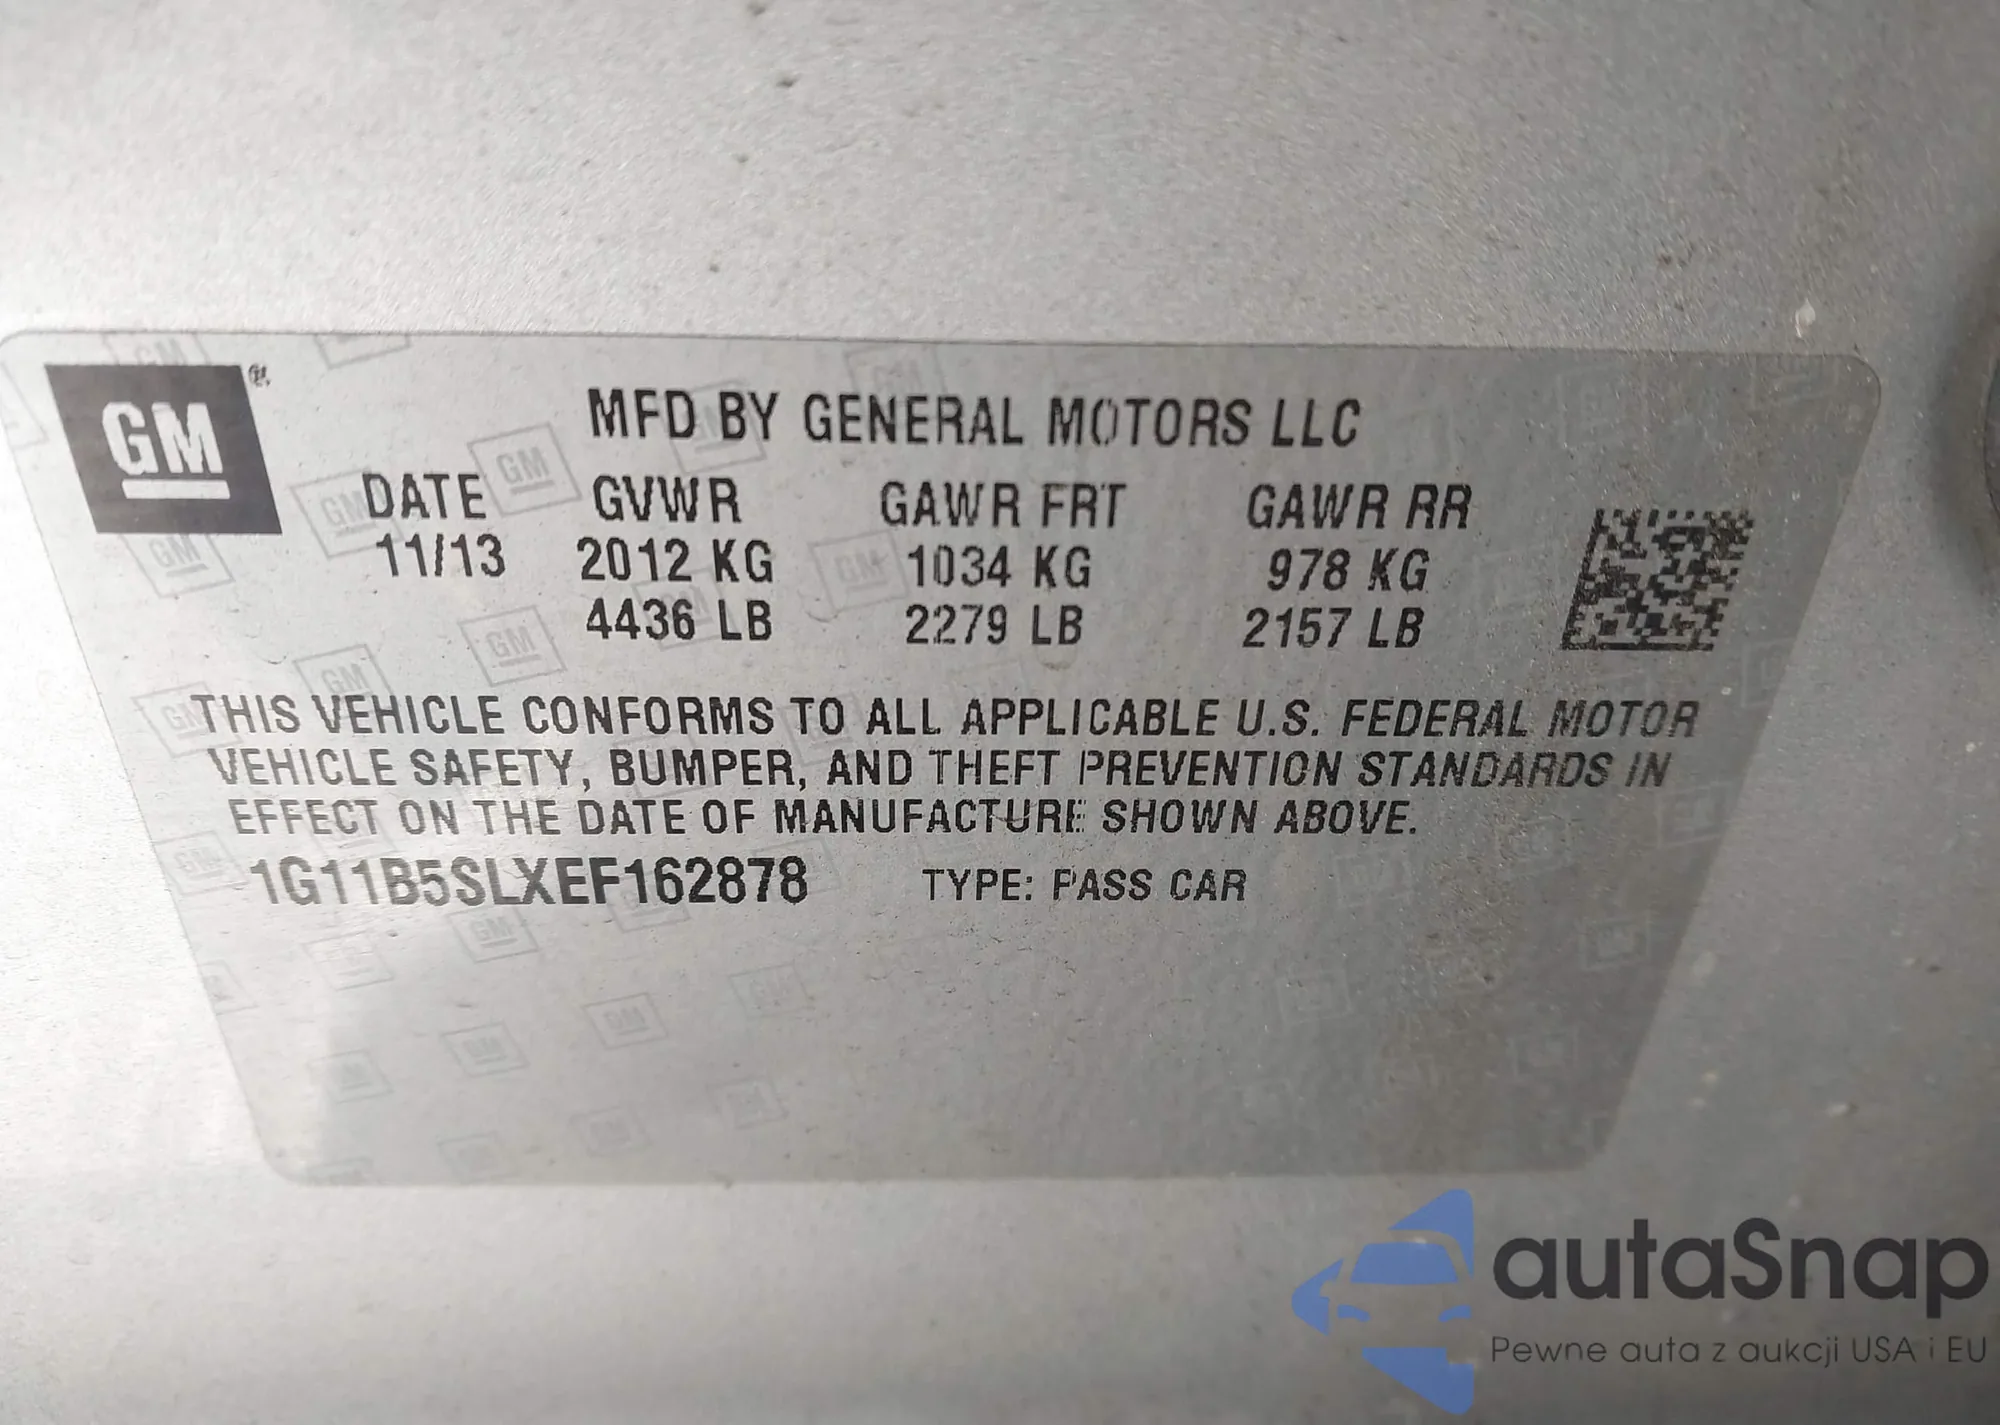 GM ®
MFD BY GENERAL MOTORS LLC
DATE GVWR GAWR FRT GAWR RR
11/13 2012 KG 1034 KG 978 KG
4436 LB 2279 LB 2157 LB
THIS VEHICLE CONFORMS TO ALL APPLICABLE U.S. FEDERAL MOTOR
VEHICLE SAFETY, BUMPER, AND THEFT PREVENTION STANDARDS IN
EFFECT ON THE DATE OF MANUFACTURE SHOWN ABOVE.
1G11B5SLXEF162878 TYPE: PASS CAR
autaSnap
Pewne auta z aukcji USA i EU